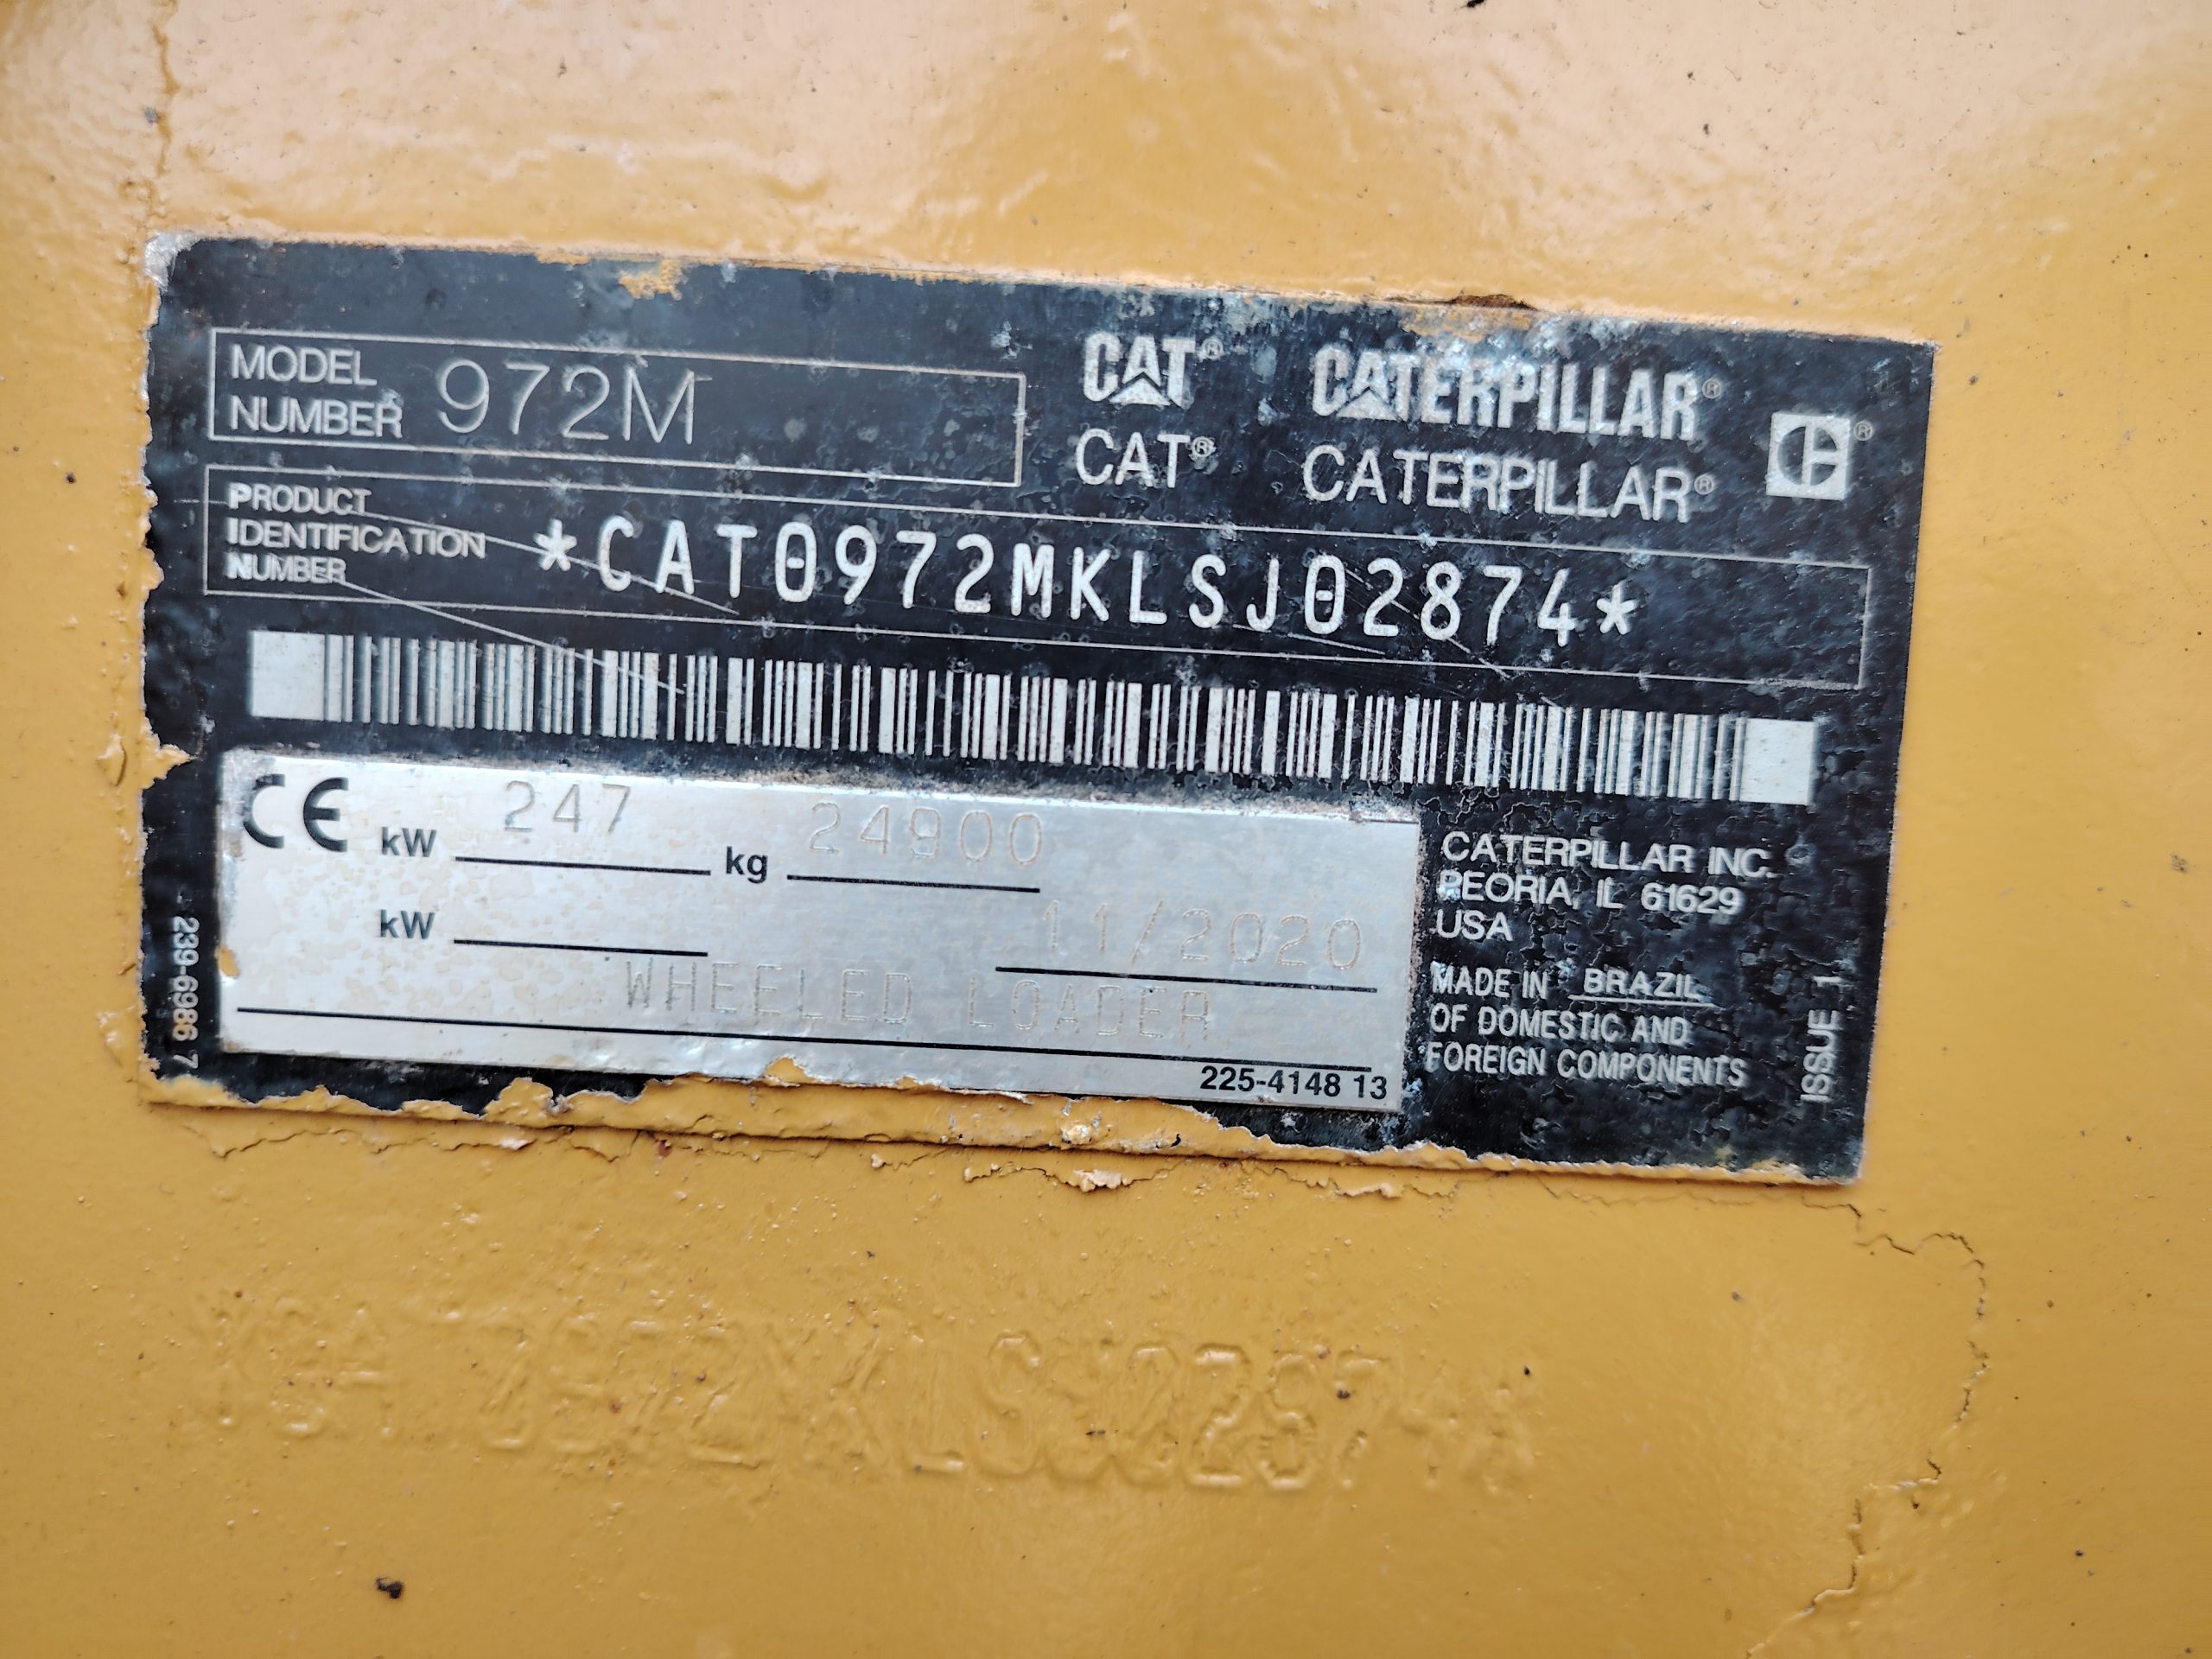 MODEL
NUMBER 972M
CAT® CATERPILLAR®
CAT® CATERPILLAR®
PRODUCT
IDENTIFICATION
NUMBER
*CAT0972MKLSJ02874*
CE kW 247 kg 24900
kW 11/2020
WHEELED LOADER
225-4148 13
239-6986 7
CATERPILLAR INC.
PEORIA, IL 61629
USA
MADE IN BRAZIL
OF DOMESTIC AND
FOREIGN COMPONENTS
ISSUE 1